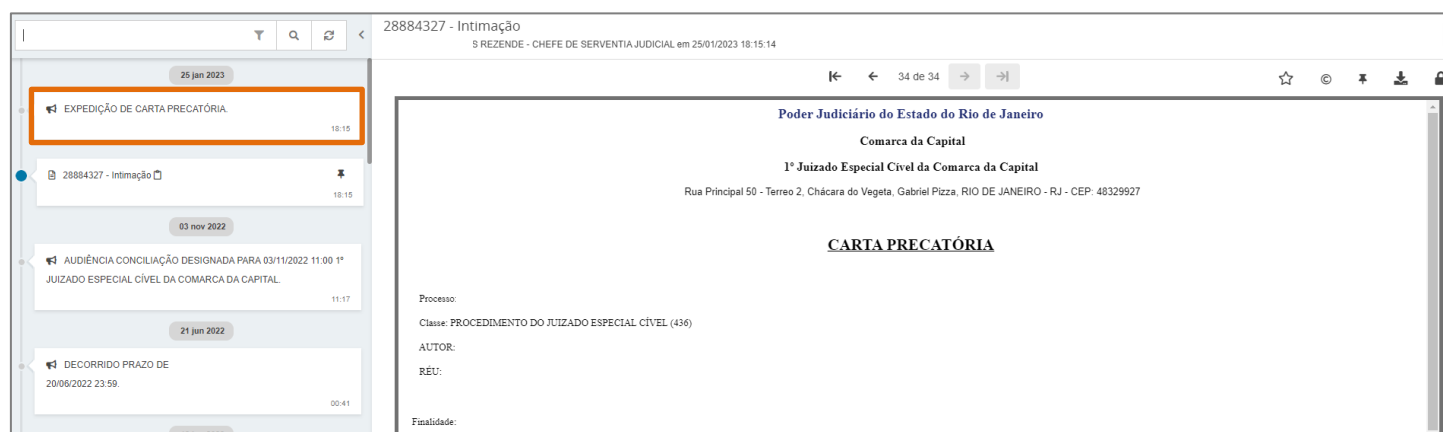 25 jan 2023
EXPEDIÇÃO DE CARTA PRECATÓRIA.
18:15
28884327 - Intimação
18:15
03 nov 2022
AUDIÊNCIA CONCILIAÇÃO DESIGNADA PARA 03/11/2022 11:00 1º
JUIZADO ESPECIAL CÍVEL DA COMARCA DA CAPITAL.
11:17
21 jun 2022
DECORRIDO PRAZO DE
20/06/2022 23:59.
00:41
28884327 - Intimação
S REZENDE - CHEFE DE SERVENTIA JUDICIAL em 25/01/2023 18:15:14
34 de 34
Poder Judiciário do Estado do Rio de Janeiro
Comarca da Capital
1º Juizado Especial Cível da Comarca da Capital
Rua Principal 50 - Terreo 2, Chácara do Vegeta, Gabriel Pizza, RIO DE JANEIRO - RJ - CEP: 48329927
CARTA PRECATÓRIA
Processo:
Classe: PROCEDIMENTO DO JUIZADO ESPECIAL CÍVEL (436)
AUTOR:
RÉU:
Finalidade: